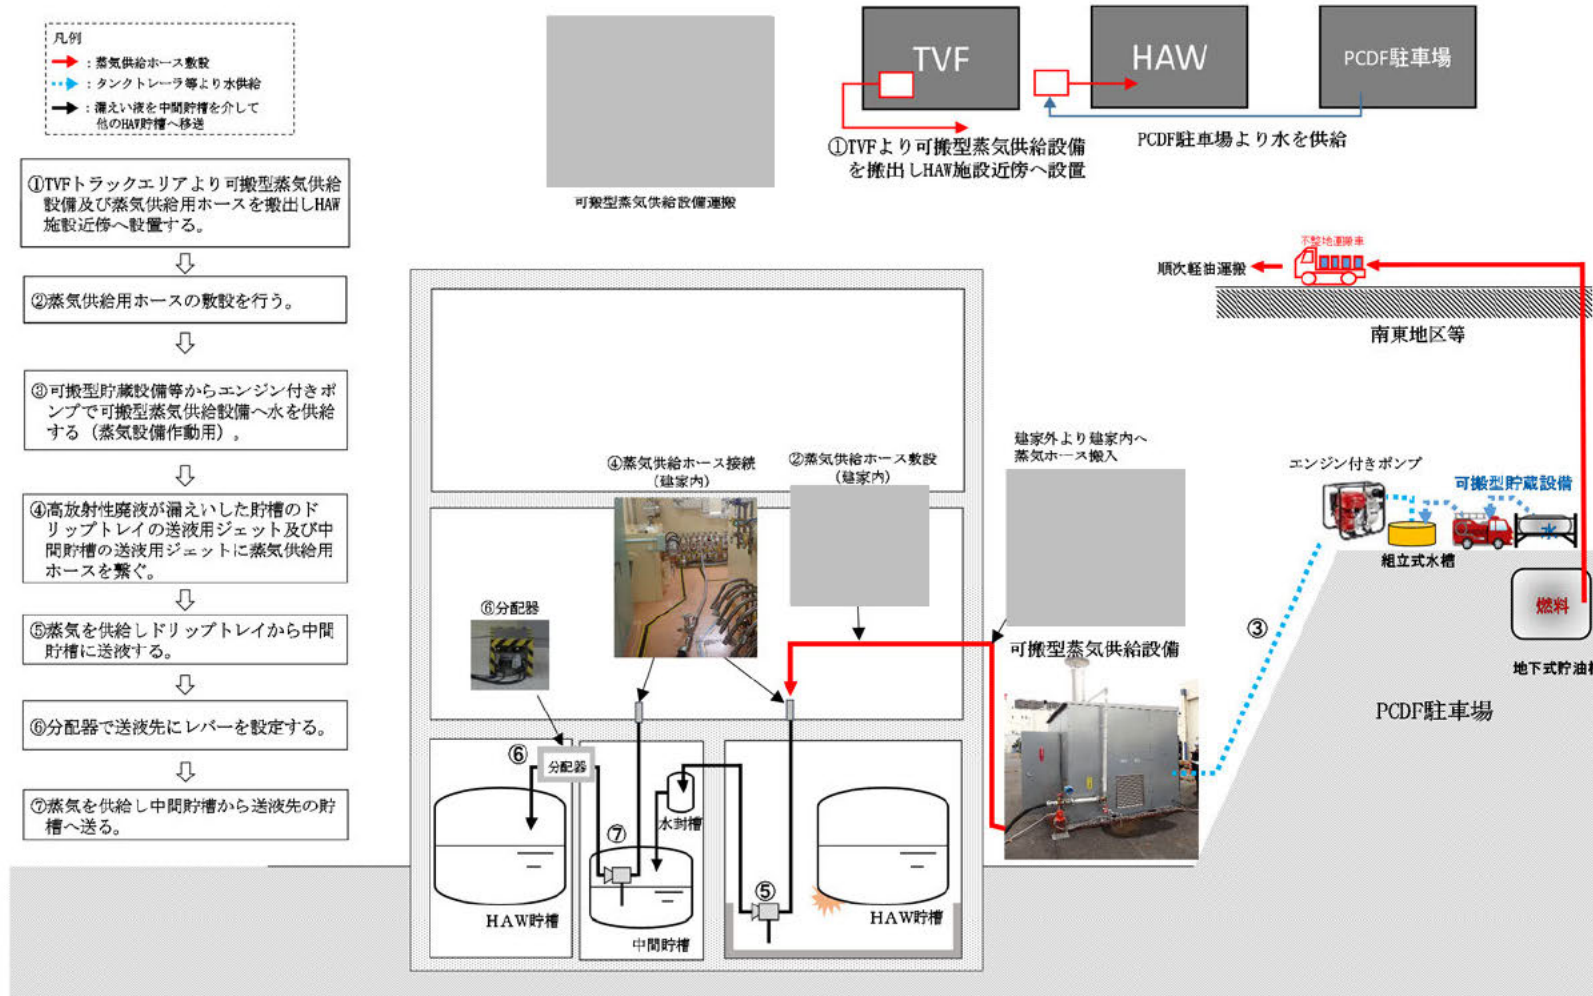 凡例
：蒸気供給ホース敷設
：タンクトレーラ等より水供給
：漏えい液を中間貯槽を介して
他のHAW貯槽へ移送
①TVFトラックエリアより可搬型蒸気供給
設備及び蒸気供給用ホースを搬出しHAW
施設近傍へ設置する。
②蒸気供給用ホースの敷設を行う。
③可搬型貯蔵設備等からエンジン付きポ
ンプで可搬型蒸気供給設備へ水を供給
する（蒸気設備作動用）。
④高放射性廃液が漏えいした貯槽のド
リップトレイの送液用ジェット及び中
間貯槽の送液用ジェットに蒸気供給用
ホースを繋ぐ。
⑤蒸気を供給しドリップトレイから中間
貯槽に送液する。
⑥分配器で送液先にレバーを設定する。
⑦蒸気を供給し中間貯槽から送液先の貯
槽へ送る。
可搬型蒸気供給設備運搬
TVF
HAW
PCDF駐車場
①TVFより可搬型蒸気供給設備
を搬出しHAW施設近傍へ設置
PCDF駐車場より水を供給
不整地運搬車
順次軽油運搬
南東地区等
④蒸気供給ホース接続
（建家内）
②蒸気供給ホース敷設
（建家内）
建家外より建家内へ
蒸気ホース搬入
エンジン付きポンプ
可搬型貯蔵設備
水
組立式水槽
燃料
地下式貯油槽
③
PCDF駐車場
可搬型蒸気供給設備
⑥分配器
⑥
分配器
水封槽
⑦
⑤
HAW貯槽
中間貯槽
HAW貯槽